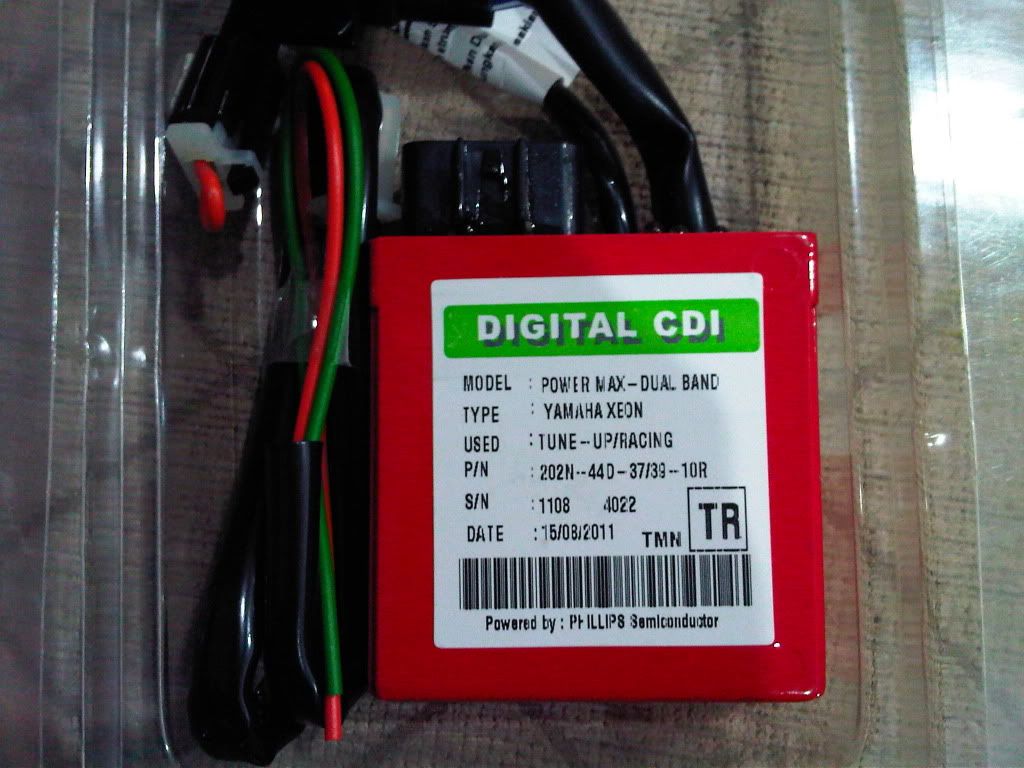 DIGITAL CDI
MODEL : POWER MAX-DUAL BAND
TYPE : YAMAHA XEON
USED : TUNE-UP/RACING
P/N : 202N-44D-37/39-10R
S/N : 1108 4022
DATE : 15/08/2011 TMN TR
Powered by : PHILLIPS Semiconductor